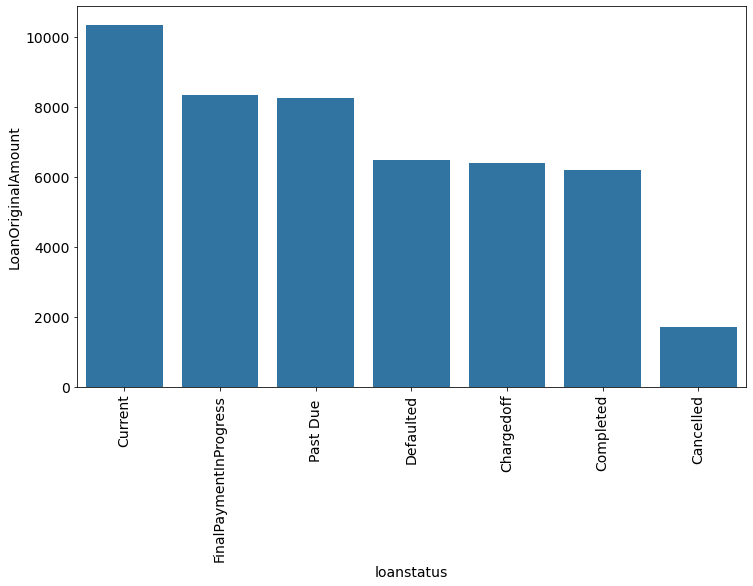 LoanOriginalAmount
10000
8000
6000
4000
2000
0
Current
FinalPaymentInProgress
Past Due
Defaulted
Chargedoff
Completed
Cancelled
loanstatus